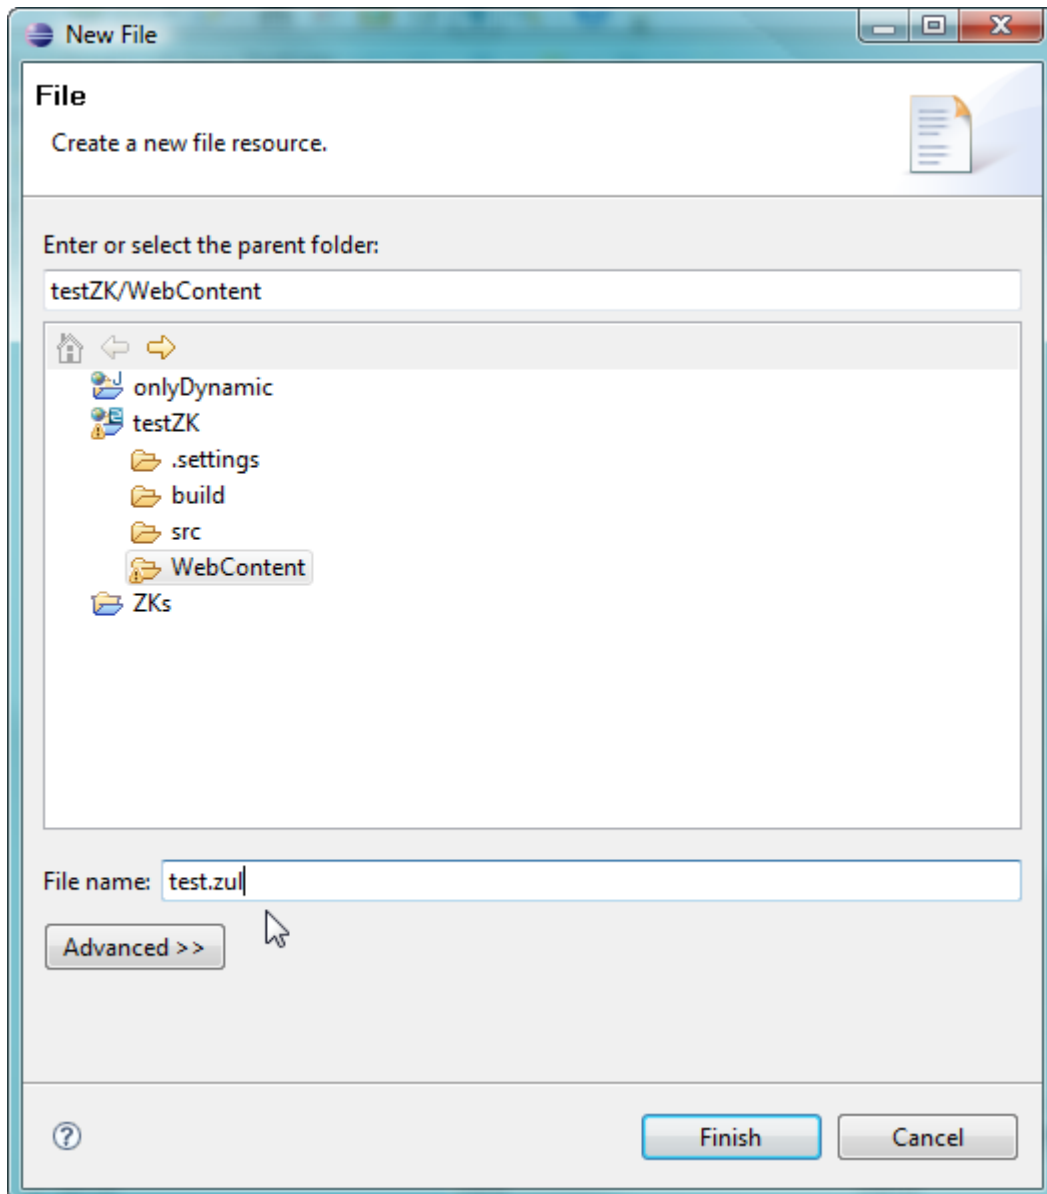 New File
File
Create a new file resource.
Enter or select the parent folder:
testZK/WebContent
onlyDynamic
testZK
.settings
build
src
WebContent
ZKs
File name: test.zul
Advanced >>
Finish Cancel